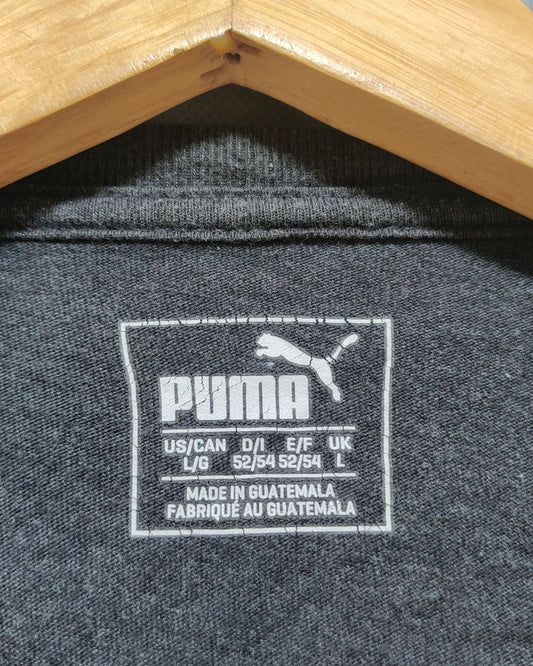 PUMA
US/CAN D/I E/F UK
L/G 52/54 52/54 L
MADE IN GUATEMALA
FABRIQUÉ AU GUATEMALA